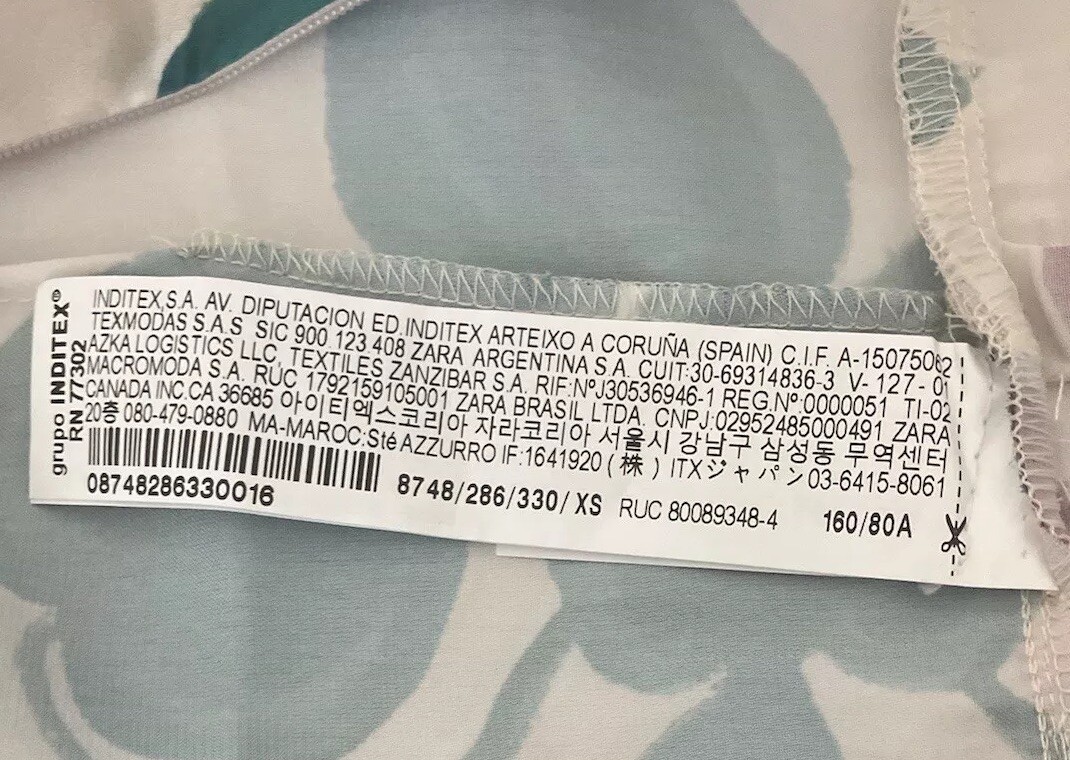 grupo INDITEX®
RN 77302
INDITEX,S.A. AV. DIPUTACION ED.INDITEX ARTEIXO A CORUÑA (SPAIN) C.I.F. A-15075062
TEXMODAS S.A.S SIC 900 123 408 ZARA ARGENTINA S A. CUIT:30-69314836-3 V- 127- 01
AZKA LOGISTICS LLC, TEXTILES ZANZIBAR S.A. RIF:NºJ30536946-1 REG.Nº:0000051 TI-02
MACROMODA S.A. RUC 1792159105001 ZARA BRASIL LTDA. CNPJ:02952485000491 ZARA
CANADA INC.CA 36685 아이티엑스코리아 자라코리아 서울시 강남구 삼성동 무역센터
20층 080-479-0880 MA-MAROC:Sté AZZURRO IF:1641920 (株) ITXジャパン 03-6415-8061
08748286330016
8748/286/330/ XS RUC 80089348-4 160/80A